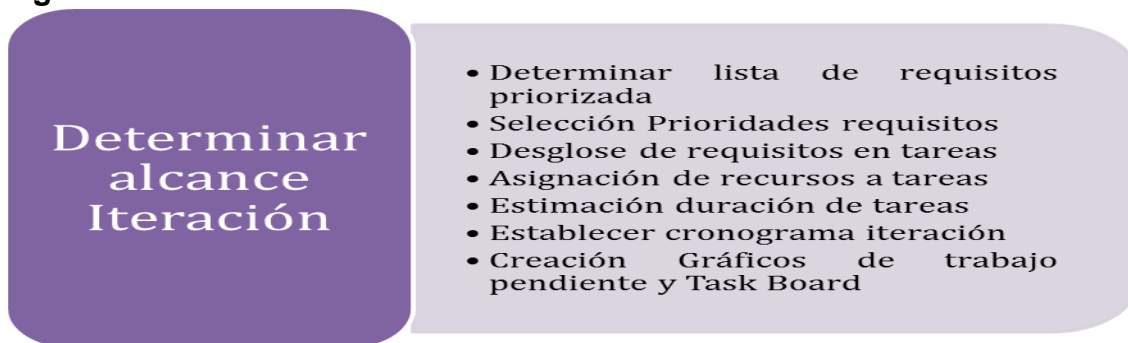 Determinar
alcance
Iteración
• Determinar lista de requisitos
priorizada
• Selección Prioridades requisitos
• Desglose de requisitos en tareas
• Asignación de recursos a tareas
• Estimación duración de tareas
• Establecer cronograma iteración
• Creación Gráficos de trabajo
pendiente y Task Board